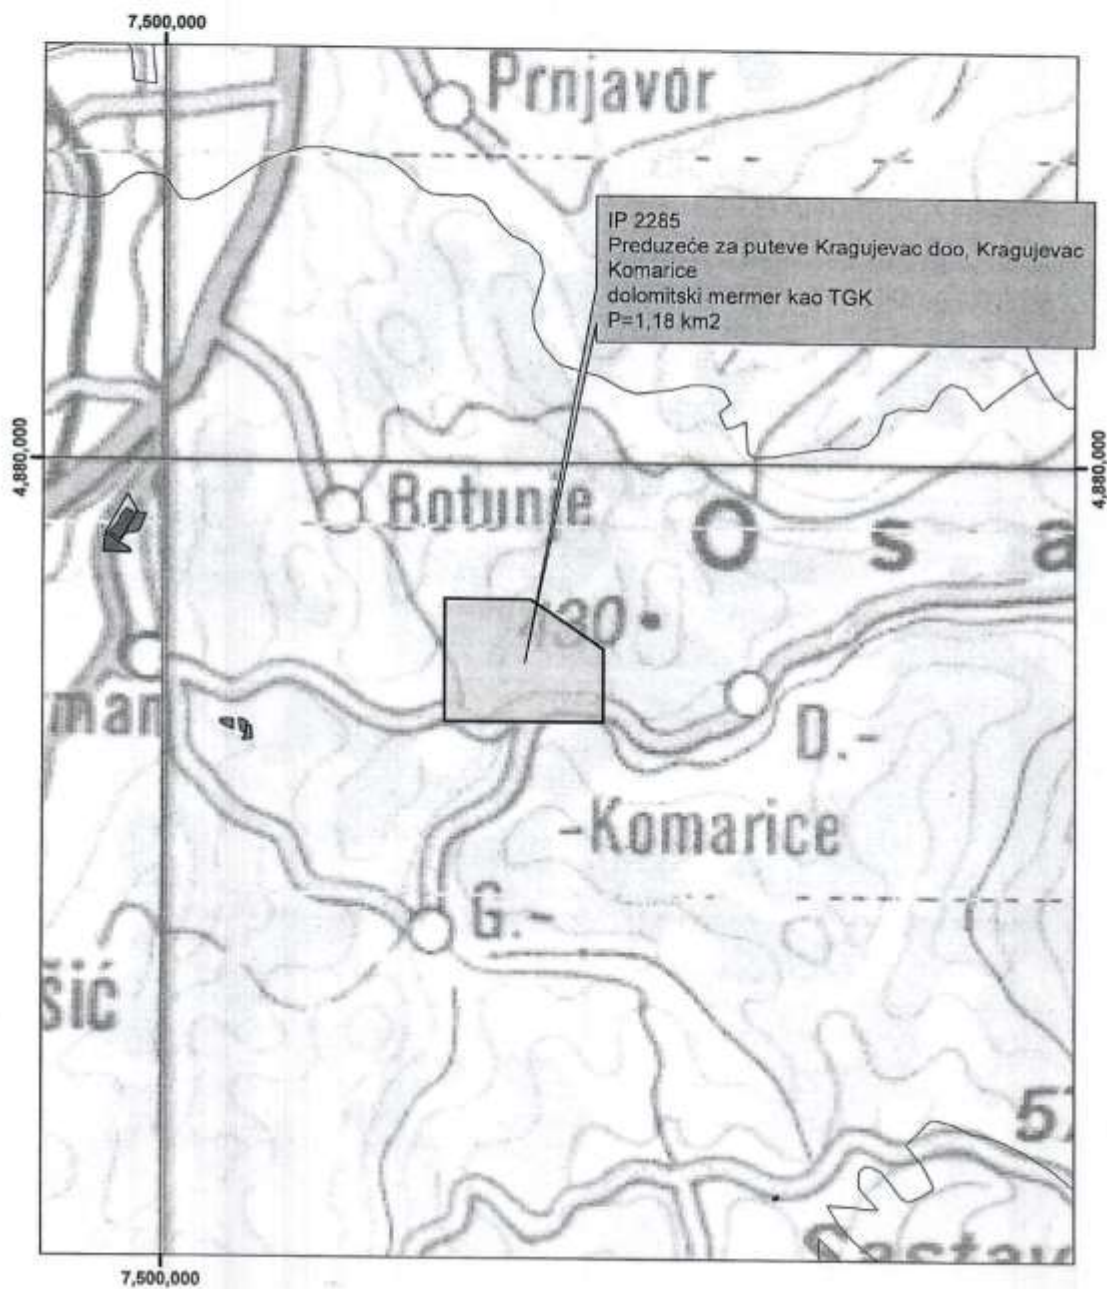 7,500,000
Prnjavor
IP 2285
Preduzeće za puteve Kragujevac doo, Kragujevac
Komarice
dolomitski mermer kao TGK
P=1,18 km2
4,880,000
4,880,000
Botunje
O s a
man
D.-
-Komarice
G.-
šić
7,500,000